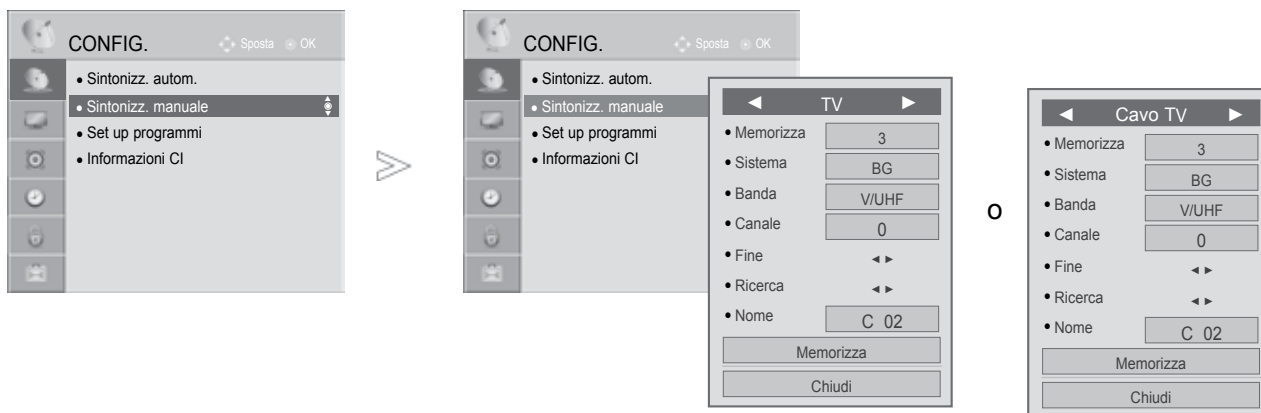 CONFIG. Sposta OK
• Sintonizz. autom.
• Sintonizz. manuale
• Set up programmi
• Informazioni CI
CONFIG. Sposta OK
• Sintonizz. autom.
• Sintonizz. manuale
• Set up programmi
• Informazioni CI
◄ TV ►
• Memorizza 3
• Sistema BG
• Banda V/UHF
• Canale 0
• Fine ◄ ►
• Ricerca ◄ ►
• Nome C 02
Memorizza
Chiudi
o
◄ Cavo TV ►
• Memorizza 3
• Sistema BG
• Banda V/UHF
• Canale 0
• Fine ◄ ►
• Ricerca ◄ ►
• Nome C 02
Memorizza
Chiudi